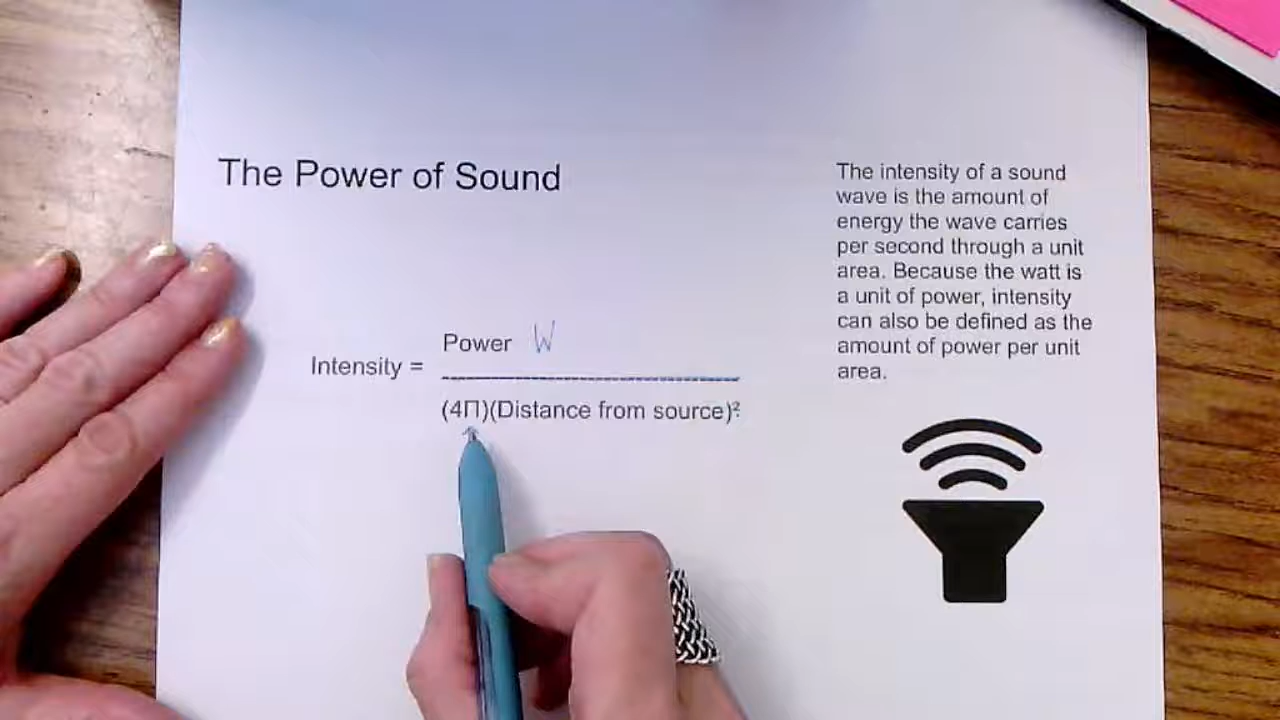 The Power of Sound
Power W
Intensity =
(4Π)(Distance from source)²
The intensity of a sound
wave is the amount of
energy the wave carries
per second through a unit
area. Because the watt is
a unit of power, intensity
can also be defined as the
amount of power per unit
area.